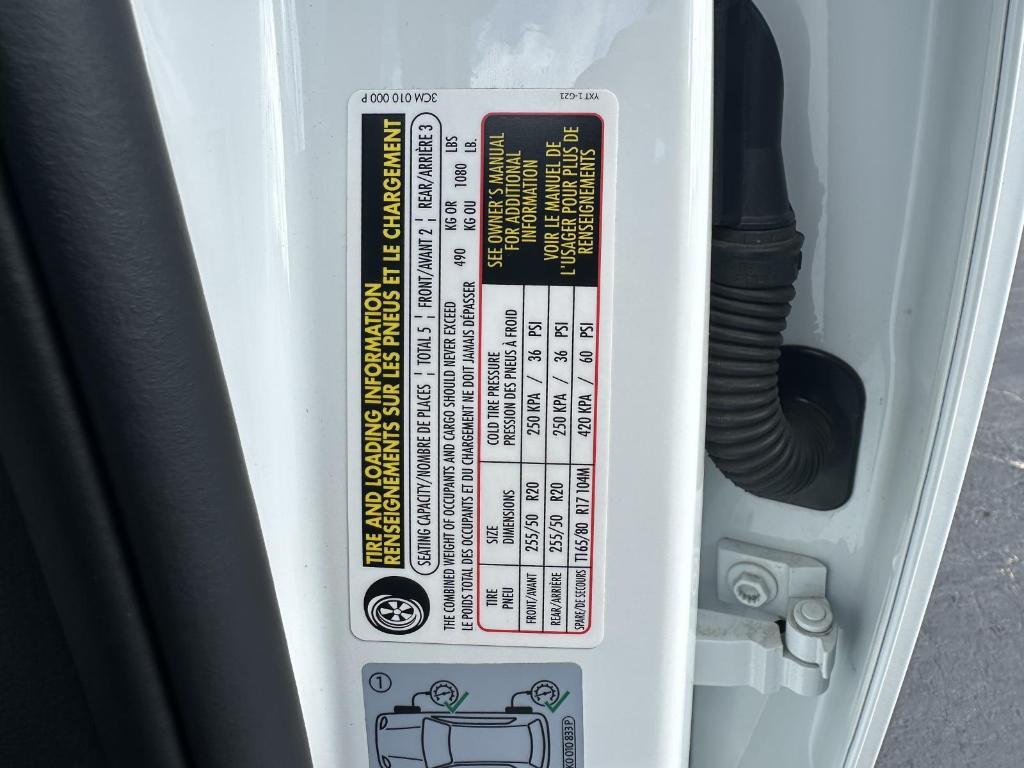 3CM 010 000 P
YXT1-GZ1
TIRE AND LOADING INFORMATION
RENSEIGNEMENTS SUR LES PNEUS ET LE CHARGEMENT
SEATING CAPACITY/NOMBRE DE PLACES ¦ TOTAL 5 ¦ FRONT/AVANT 2 ¦ REAR/ARRIÈRE 3
THE COMBINED WEIGHT OF OCCUPANTS AND CARGO SHOULD NEVER EXCEED 490 KG OR 1080 LBS
LE POIDS TOTAL DES OCCUPANTS ET DU CHARGEMENT NE DOIT JAMAIS DÉPASSER KG OU LB.
TIRE SIZE COLD TIRE PRESSURE
PNEU DIMENSIONS PRESSION DES PNEUS À FROID
FRONT/AVANT 255/50 R20 250 KPA / 36 PSI
REAR/ARRIÈRE 255/50 R20 250 KPA / 36 PSI
SPARE/DE SECOURS T165/80 R17 104M 420 KPA / 60 PSI
SEE OWNER'S MANUAL
FOR ADDITIONAL
INFORMATION
VOIR LE MANUEL DE
L'USAGER POUR PLUS DE
RENSEIGNEMENTS
1
0 010 833 P